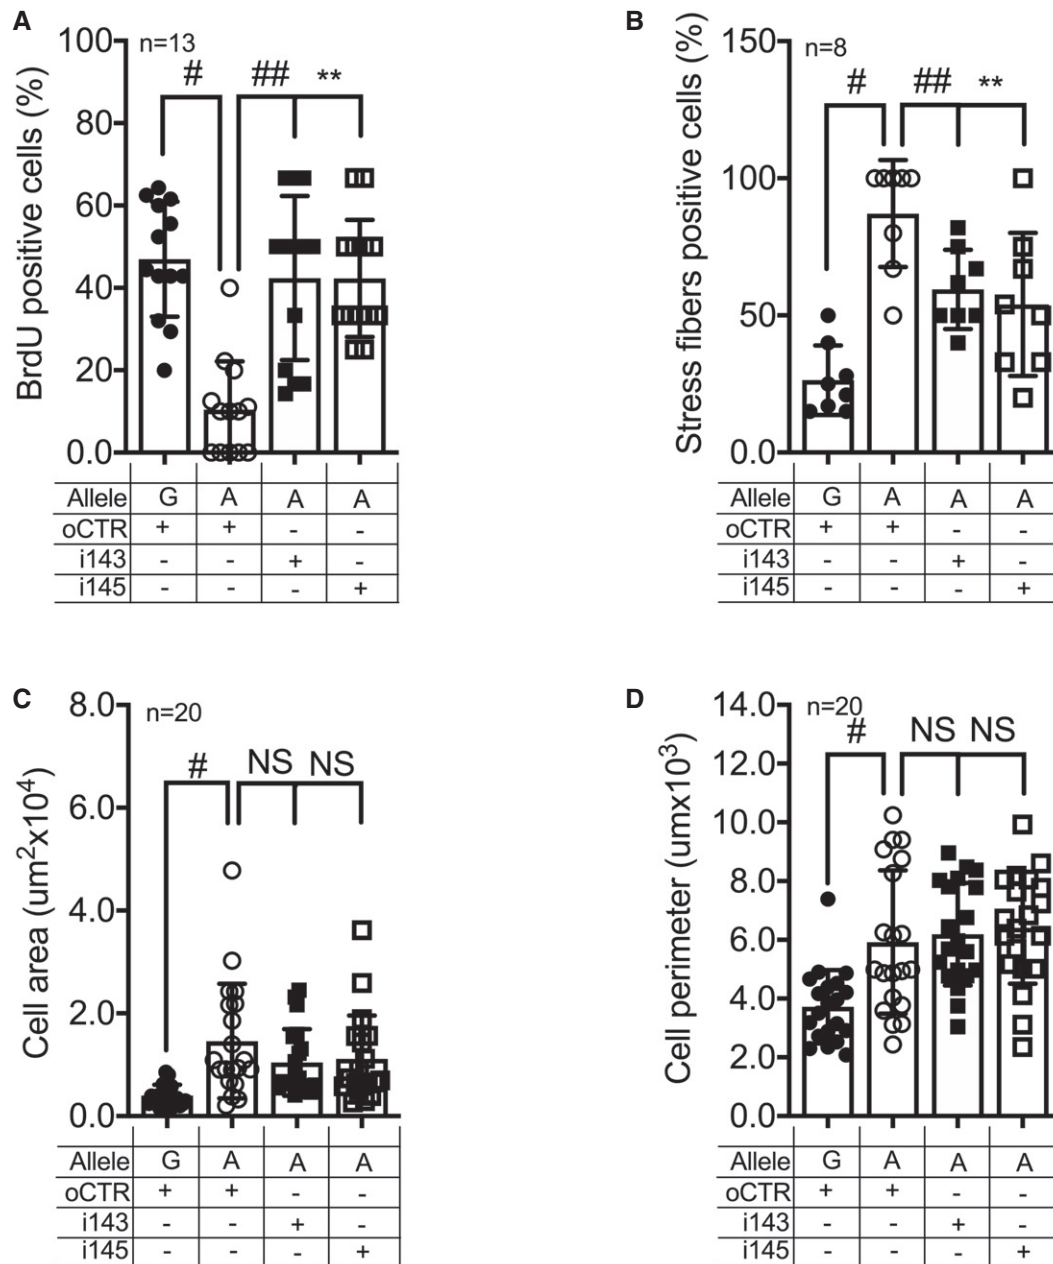 A
BrdU positive cells (%)
n=13
# ## **
100
80
60
40
20
0.0
Allele G A A A
oCTR + + - -
i143 - - + -
i145 - - - +
B
Stress fibers positive cells (%)
n=8
# ## **
150
100
50
0.0
Allele G A A A
oCTR + + - -
i143 - - + -
i145 - - - +
C
Cell area (um²x10⁴)
n=20
# NS NS
8.0
6.0
4.0
2.0
0.0
Allele G A A A
oCTR + + - -
i143 - - + -
i145 - - - +
D
Cell perimeter (umx10³)
n=20
# NS NS
14.0
12.0
10.0
8.0
6.0
4.0
2.0
0.0
Allele G A A A
oCTR + + - -
i143 - - + -
i145 - - - +